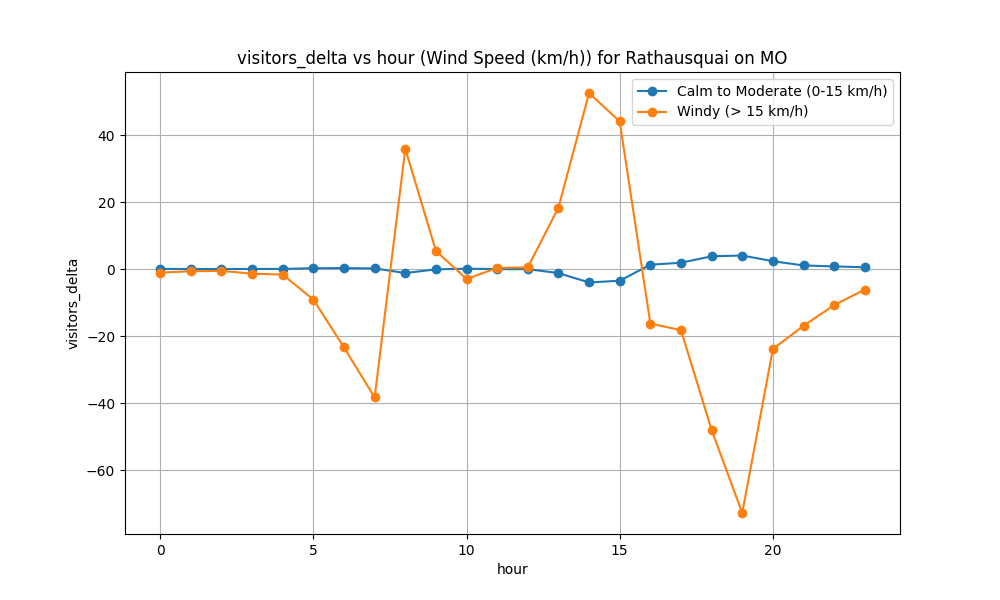 visitors_delta vs hour (Wind Speed (km/h)) for Rathausquai on MO
Calm to Moderate (0-15 km/h)
Windy (> 15 km/h)
40
20
0
−20
−40
−60
visitors_delta
0 5 10 15 20
hour